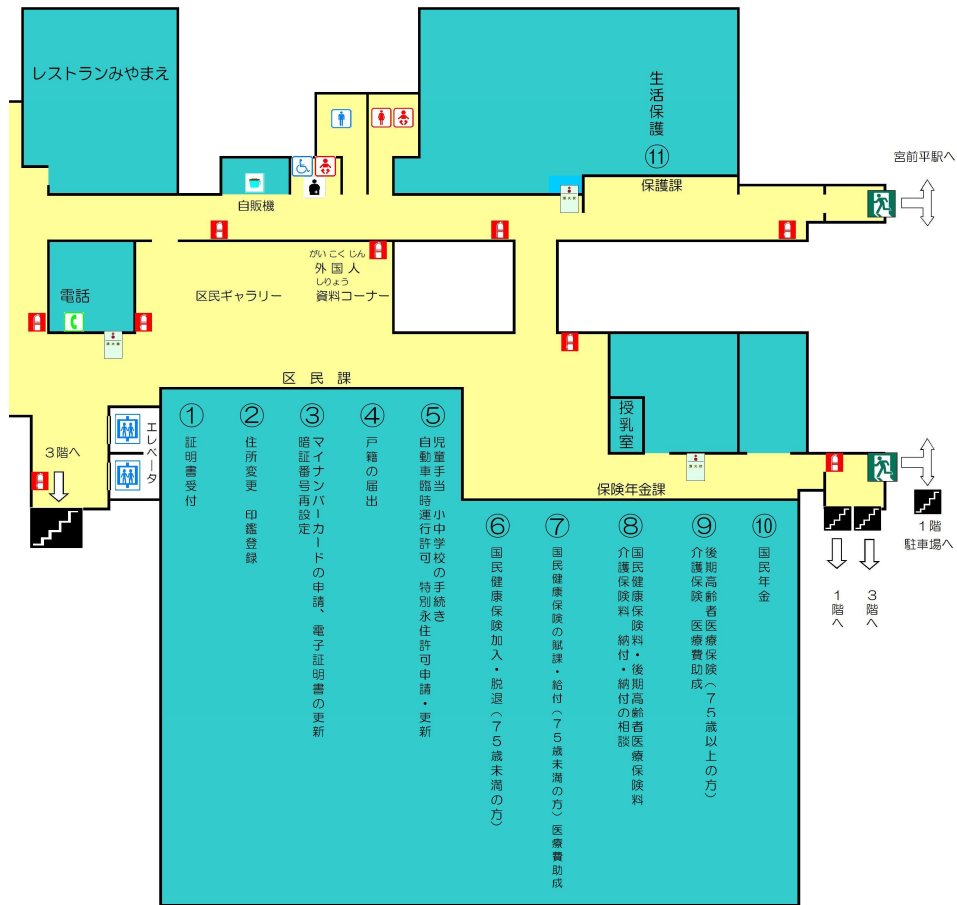 レストランみやまえ
生活保護
⑪
保護課
宮前平駅へ
自販機
がいこくじん
外国人
しりょう
資料コーナー
区民ギャラリー
電話
区民課
授乳室
エレベータ
3階へ
保険年金課
①
証明書受付
②
住所変更 印鑑登録
③
マイナンバーカードの申請、電子証明書の更新
暗証番号再設定
④
戸籍の届出
⑤
児童手当 小中学校の手続き
自動車臨時運行許可 特別永住許可申請・更新
⑥
国民健康保険加入・脱退(75歳未満の方)
⑦
国民健康保険の賦課・給付(75歳未満の方)医療費助成
⑧
国民健康保険料・後期高齢者医療保険料
介護保険料 納付・納付の相談
⑨
後期高齢者医療保険(75歳以上の方)
介護保険 医療費助成
⑩
国民年金
1階
駐車場へ
1階へ
3階へ